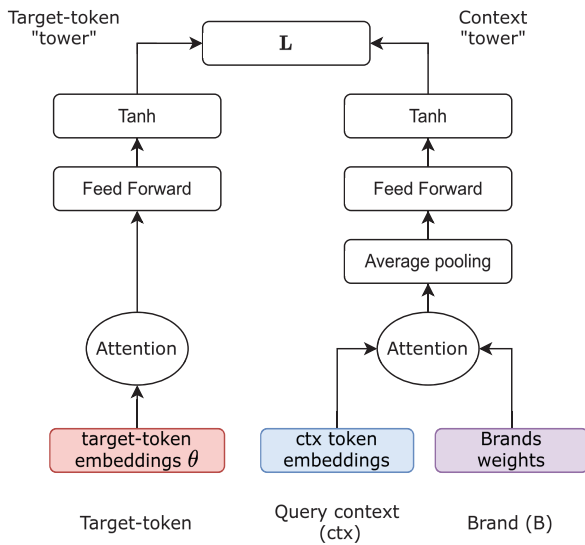 Target-token
"tower"
L
Context
"tower"
Tanh
Tanh
Feed Forward
Feed Forward
Average pooling
Attention
Attention
target-token
embeddings θ
ctx token
embeddings
Brands
weights
Target-token
Query context
(ctx)
Brand (B)